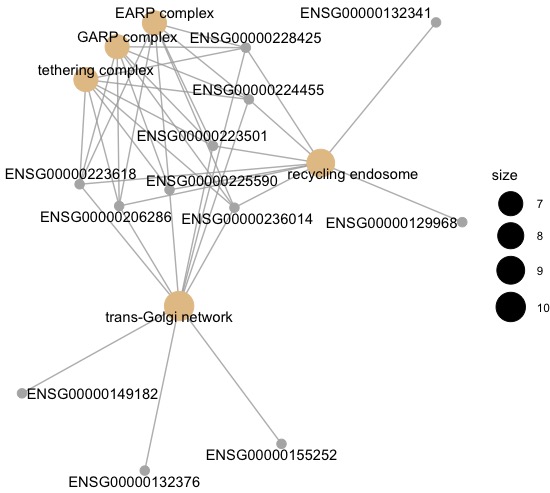 EARP complex
ENSG00000132341
GARP complex
ENSG00000228425
tethering complex
ENSG00000224455
ENSG00000223501
ENSG00000223618
recycling endosome
size
ENSG00000225590
7
ENSG00000206286
ENSG00000236014
ENSG00000129968
8
9
10
trans-Golgi network
ENSG00000149182
ENSG00000155252
ENSG00000132376